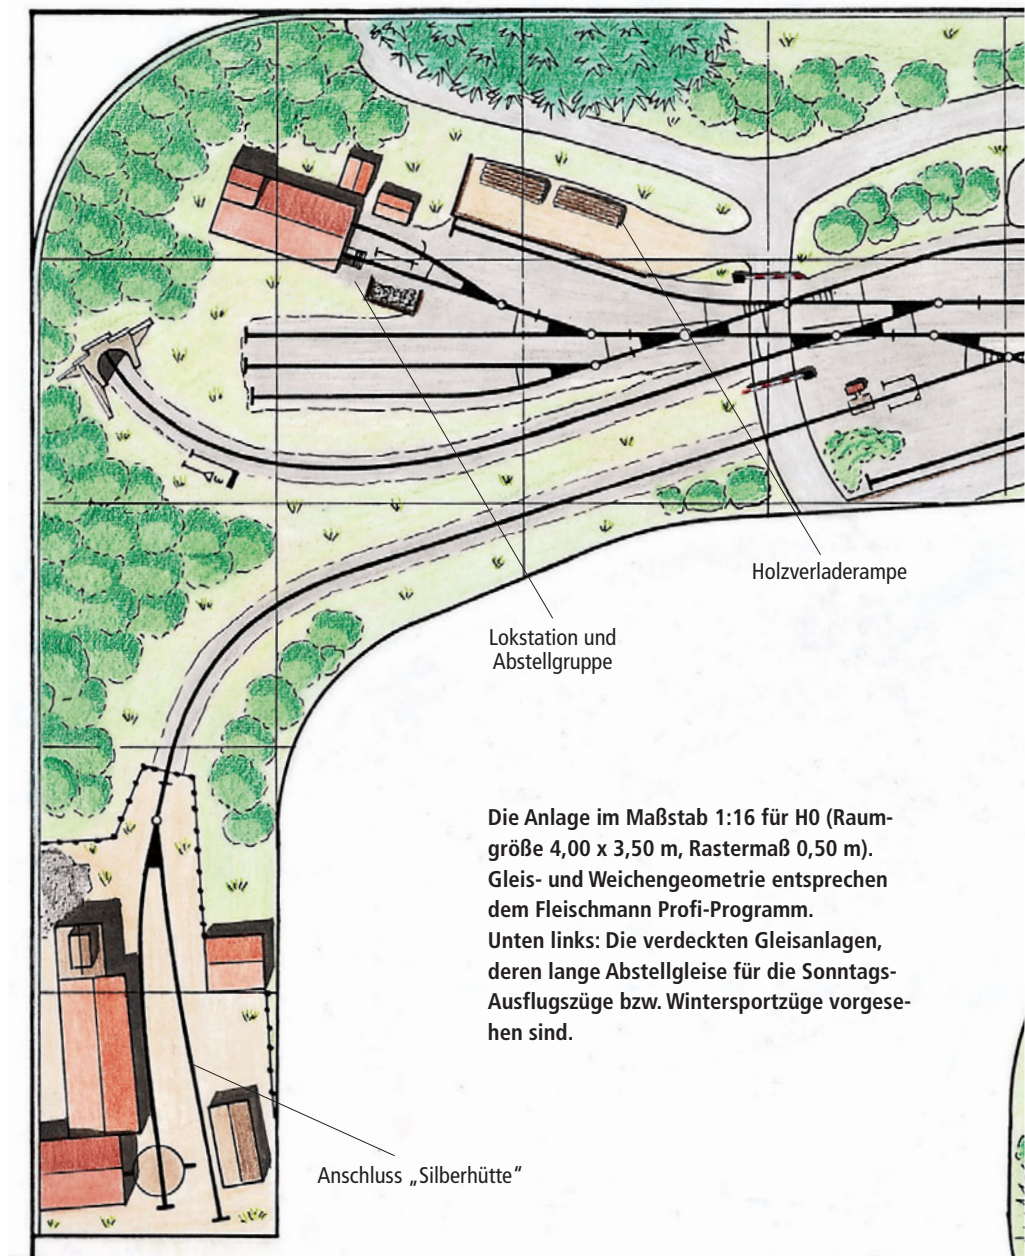 Holzverladerampe
Lokstation und
Abstellgruppe
Die Anlage im Maßstab 1:16 für H0 (Raum-
größe 4,00 x 3,50 m, Rastermaß 0,50 m).
Gleis- und Weichengeometrie entsprechen
dem Fleischmann Profi-Programm.
Unten links: Die verdeckten Gleisanlagen,
deren lange Abstellgleise für die Sonntags-
Ausflugszüge bzw. Wintersportzüge vorgese-
hen sind.
Anschluss „Silberhütte“